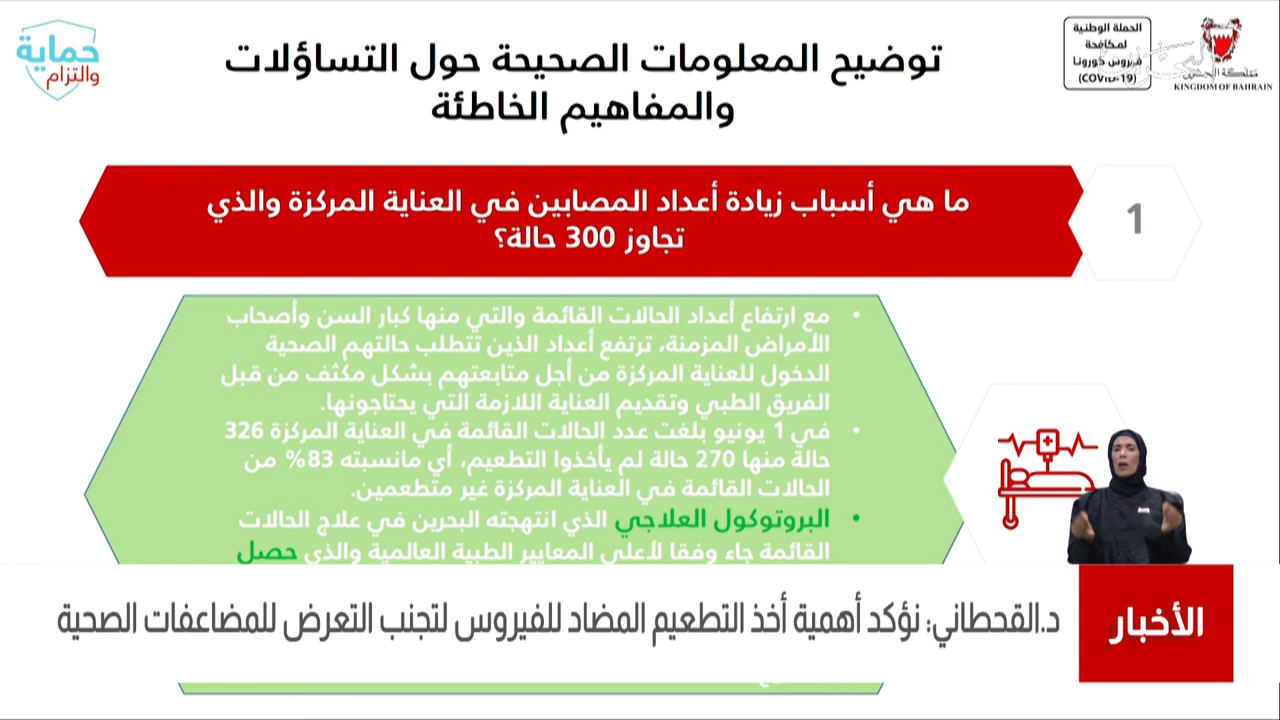 حماية
والتزام
توضيح المعلومات الصحيحة حول التساؤلات
والمفاهيم الخاطئة
الحملة الوطنية
لمكافحة
فيروس كورونا
(COVID-19)
مملكة البحرين
KINGDOM OF BAHRAIN
1
ما هي أسباب زيادة أعداد المصابين في العناية المركزة والذي
تجاوز 300 حالة؟
• مع ارتفاع أعداد الحالات القائمة والتي منها كبار السن وأصحاب
الأمراض المزمنة، ترتفع أعداد الذين تتطلب حالتهم الصحية
الدخول للعناية المركزة من أجل متابعتهم بشكل مكثف من قبل
الفريق الطبي وتقديم العناية اللازمة التي يحتاجونها.
• في 1 يونيو بلغت عدد الحالات القائمة في العناية المركزة 326
حالة منها 270 حالة لم يأخذوا التطعيم، أي مانسبته 83% من
الحالات القائمة في العناية المركزة غير متطعمين.
• البروتوكول العلاجي الذي انتهجته البحرين في علاج الحالات
القائمة جاء وفقا لأعلى المعايير الطبية العالمية والذي حصل
الأخبار
د.القحطاني: نؤكد أهمية أخذ التطعيم المضاد للفيروس لتجنب التعرض للمضاعفات الصحية